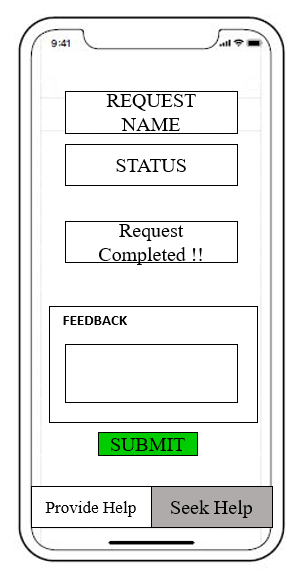 9:41
REQUEST
NAME
STATUS
Request
Completed !!
FEEDBACK
SUBMIT
Provide Help
Seek Help